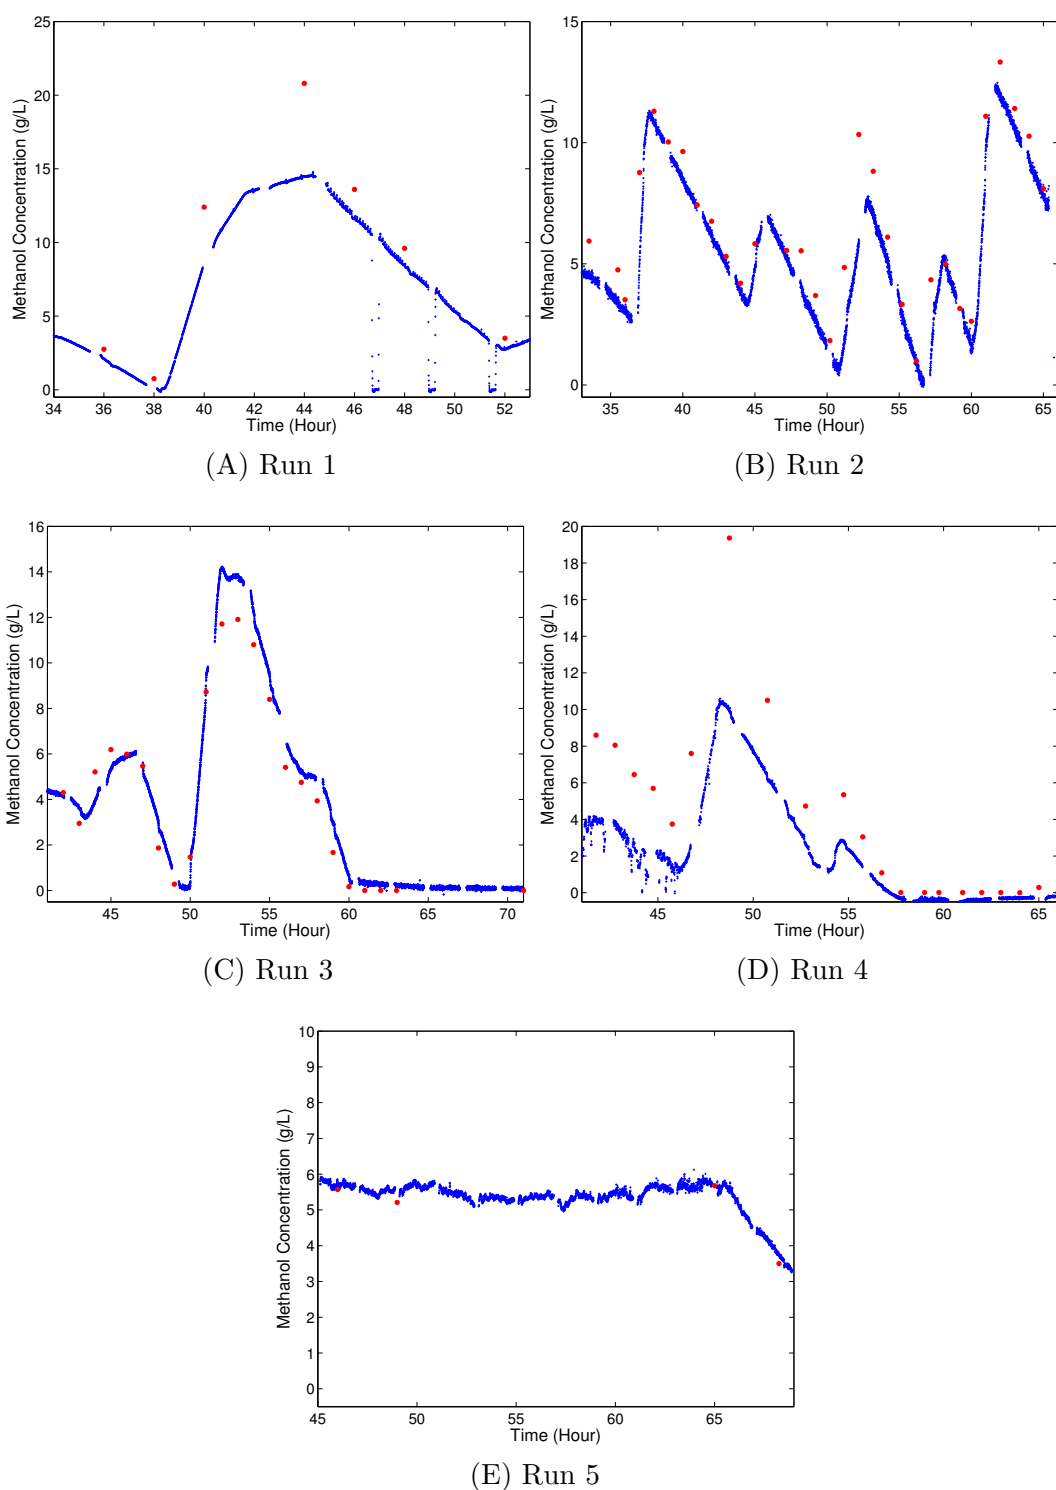 25
20
15
10
5
0
Methanol Concentration (g/L)
34 36 38 40 42 44 46 48 50 52
Time (Hour)
(A) Run 1
15
10
5
0
Methanol Concentration (g/L)
35 40 45 50 55 60 65
Time (Hour)
(B) Run 2
16
14
12
10
8
6
4
2
0
Methanol Concentration (g/L)
45 50 55 60 65 70
Time (Hour)
(C) Run 3
20
18
16
14
12
10
8
6
4
2
0
Methanol Concentration (g/L)
45 50 55 60 65
Time (Hour)
(D) Run 4
10
9
8
7
6
5
4
3
2
1
0
Methanol Concentration (g/L)
45 50 55 60 65
Time (Hour)
(E) Run 5